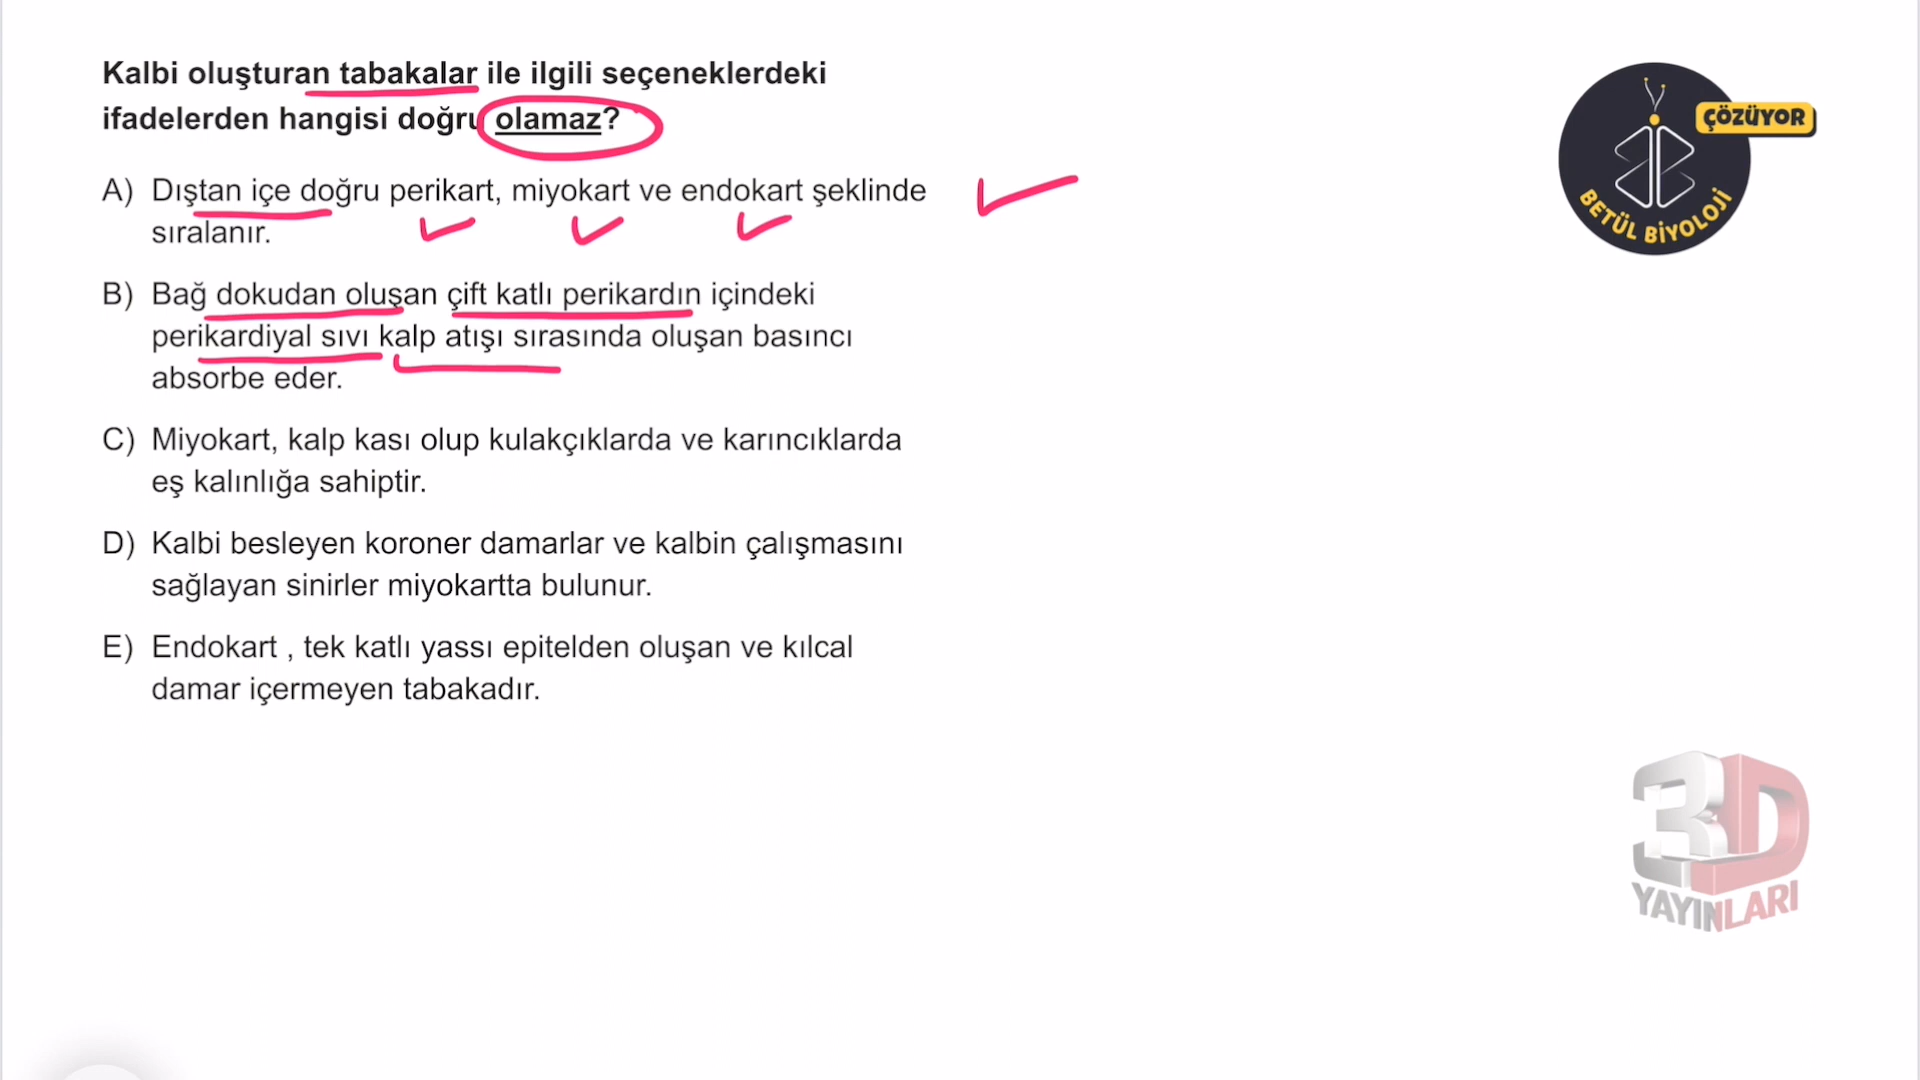 Kalbi oluşturan tabakalar ile ilgili seçeneklerdeki
ifadelerden hangisi doğru olamaz?
A) Dıştan içe doğru perikart, miyokart ve endokart şeklinde
sıralanır.
B) Bağ dokudan oluşan çift katlı perikardın içindeki
perikardiyal sıvı kalp atışı sırasında oluşan basıncı
absorbe eder.
C) Miyokart, kalp kası olup kulakçıklarda ve karıncıklarda
eş kalınlığa sahiptir.
D) Kalbi besleyen koroner damarlar ve kalbin çalışmasını
sağlayan sinirler miyokartta bulunur.
E) Endokart , tek katlı yassı epitelden oluşan ve kılcal
damar içermeyen tabakadır.
ÇÖZÜYOR
BETÜL BİYOLOJİ
3D
YAYINLARI